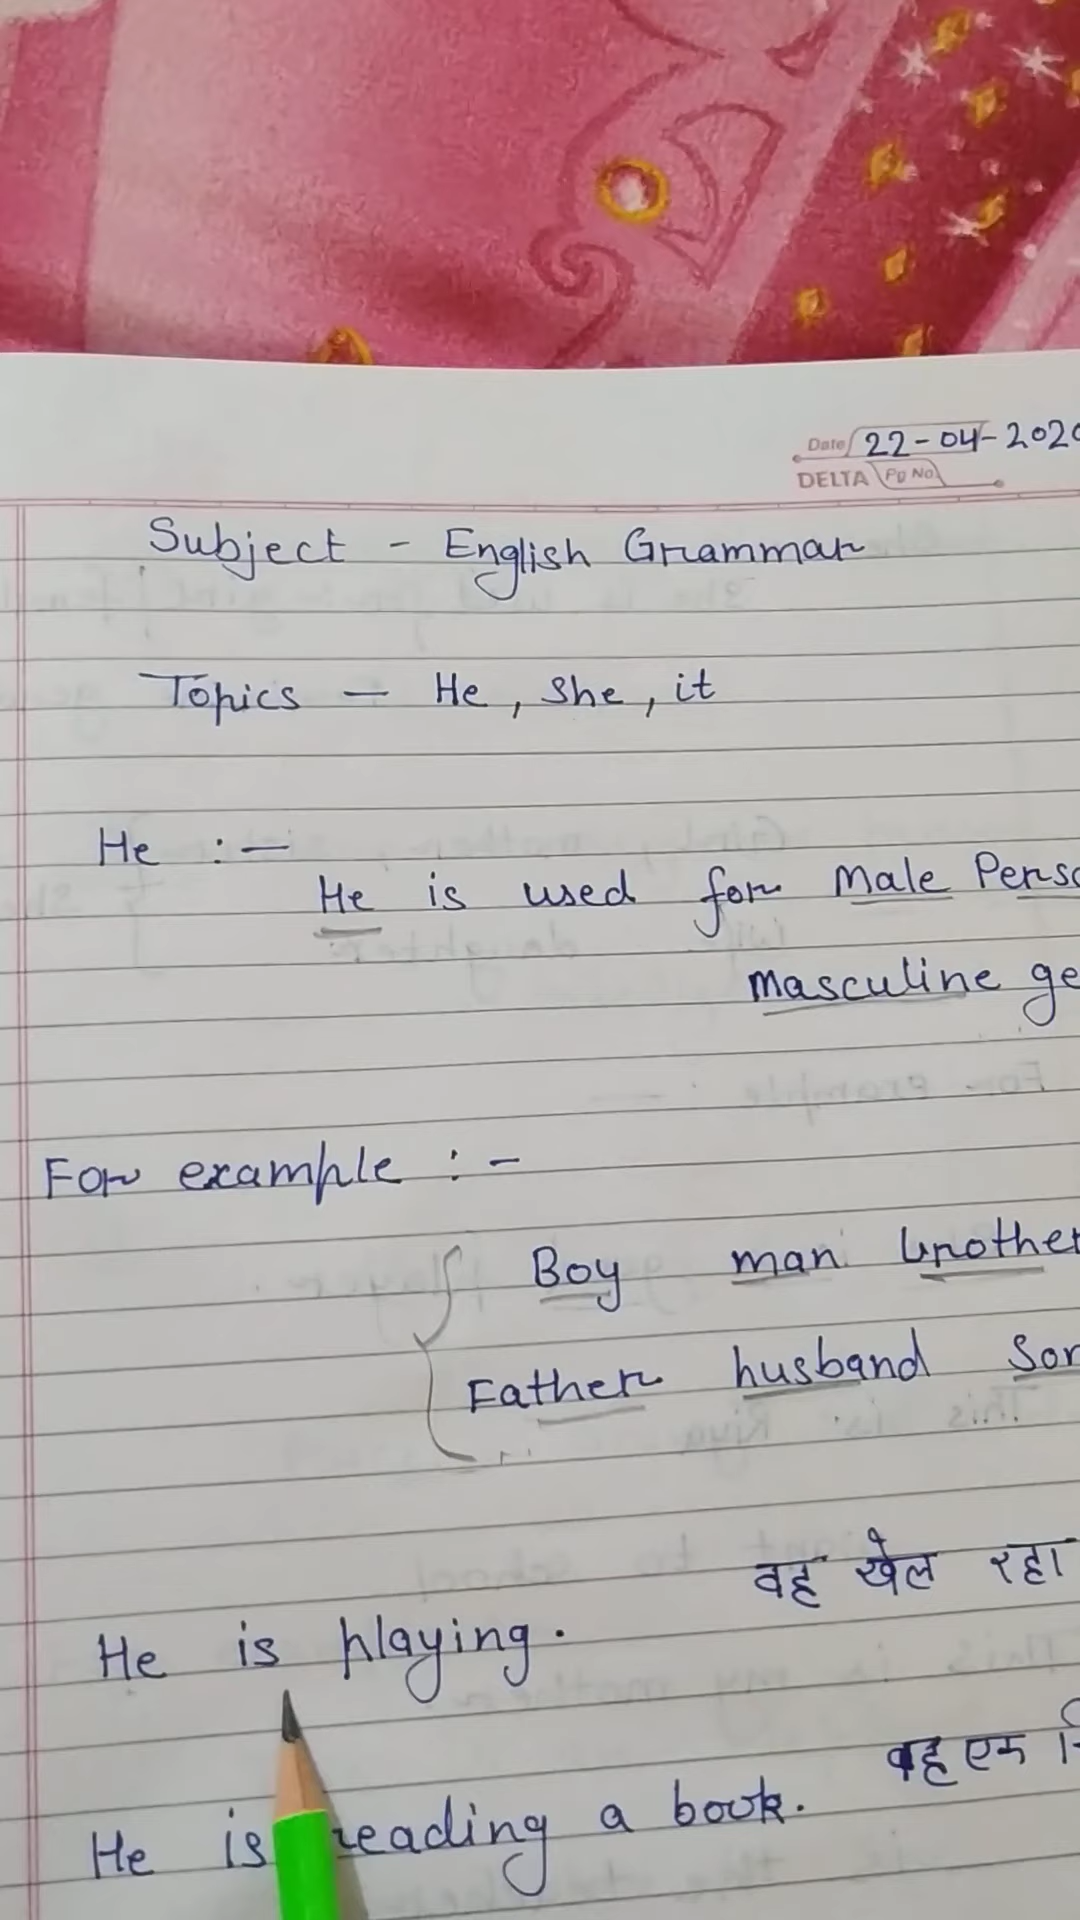 Date 22-04-202
DELTA Pg No.
Subject - English Grammar
Topics - He, she, it
He :-
He is used for Male
masculine
For example :-
Boy man brother
Father husband
वह खेल रहा
He is playing.
वह एक
He is reading a book.